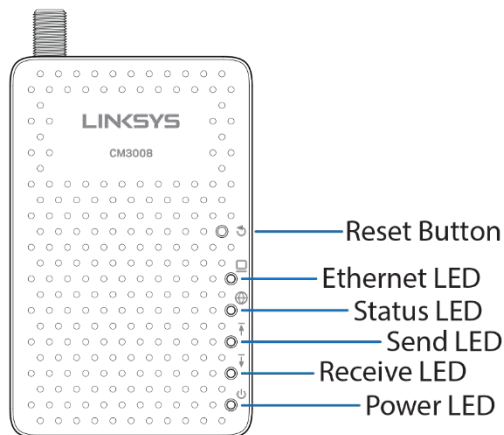 LINKSYS
CM3008
Reset Button
Ethernet LED
Status LED
Send LED
Receive LED
Power LED